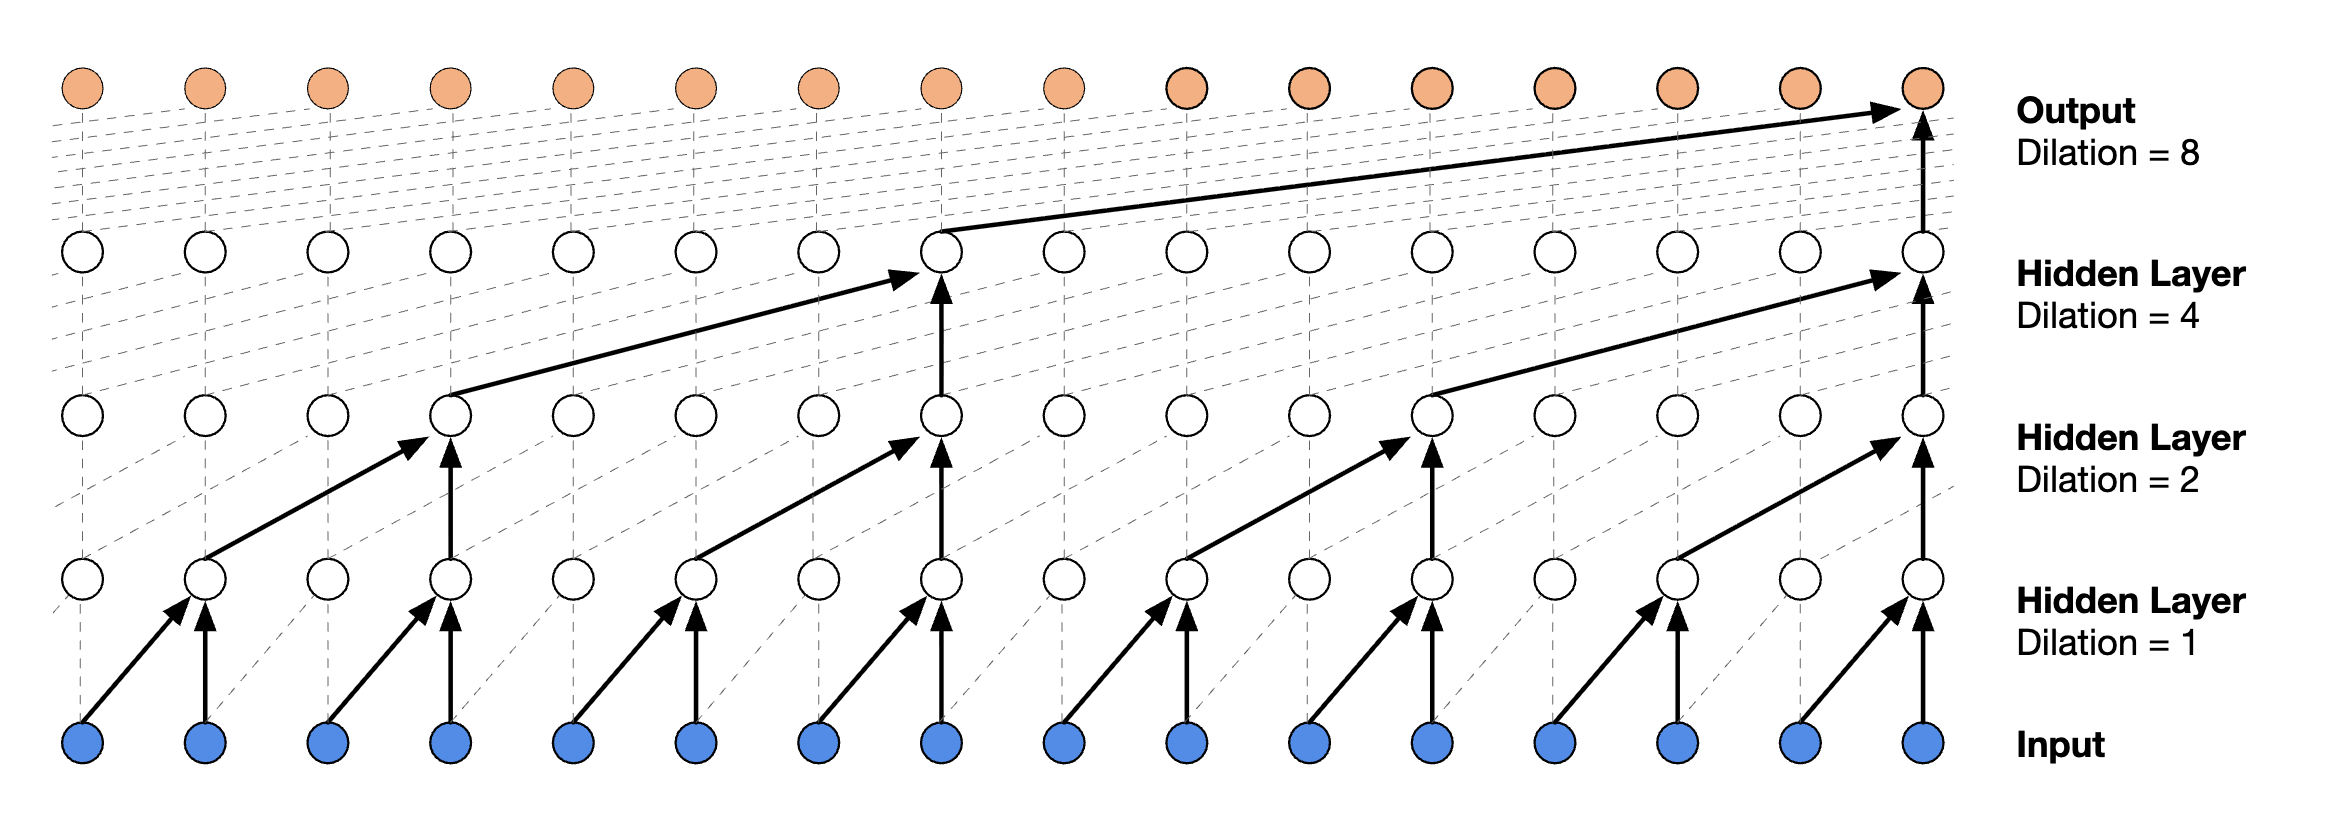 Output
Dilation = 8
Hidden Layer
Dilation = 4
Hidden Layer
Dilation = 2
Hidden Layer
Dilation = 1
Input